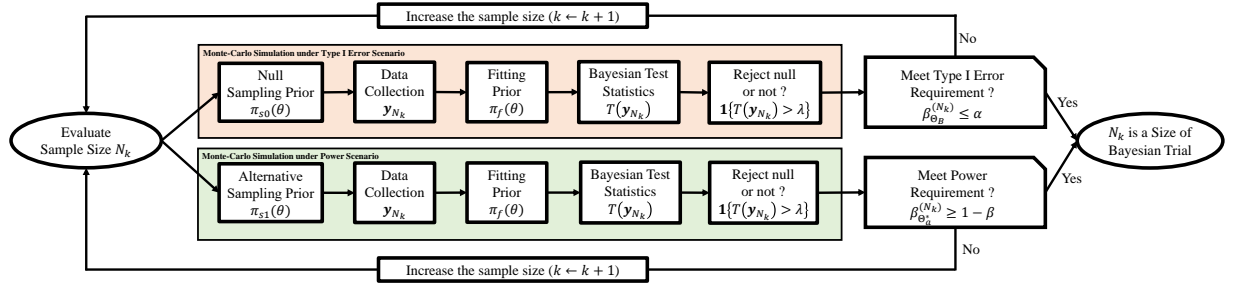 Increase the sample size (k ← k + 1)
No
Monte-Carlo Simulation under Type I Error Scenario
Null
Sampling Prior
π_{s0}(θ)
Data
Collection
y_{N_k}
Fitting
Prior
π_f(θ)
Bayesian Test
Statistics
T(y_{N_k})
Reject null
or not ?
1{T(y_{N_k}) > λ}
Meet Type I Error
Requirement ?
β_{Θ_B}^{(N_k)} ≤ α
Yes
Evaluate
Sample Size N_k
N_k is a Size of
Bayesian Trial
Monte-Carlo Simulation under Power Scenario
Alternative
Sampling Prior
π_{s1}(θ)
Data
Collection
y_{N_k}
Fitting
Prior
π_f(θ)
Bayesian Test
Statistics
T(y_{N_k})
Reject null
or not ?
1{T(y_{N_k}) > λ}
Meet Power
Requirement ?
β_{Θ_a^*}^{(N_k)} ≥ 1 − β
Yes
No
Increase the sample size (k ← k + 1)